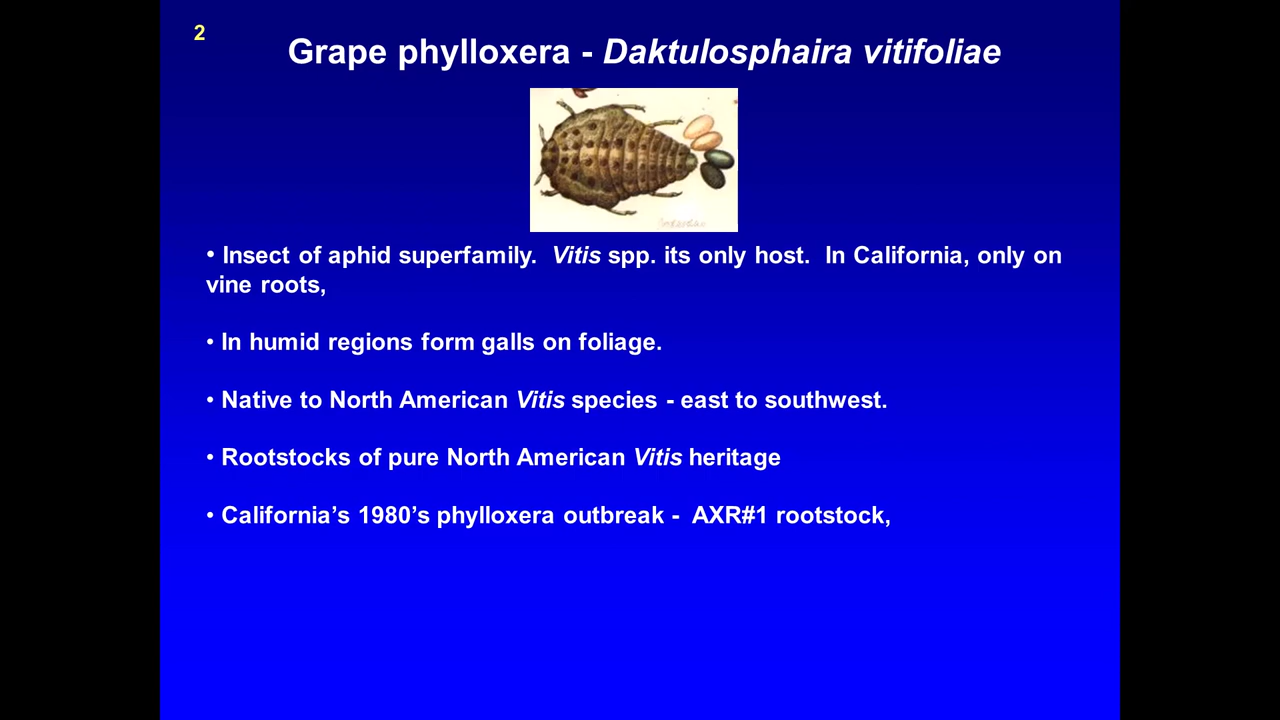 2
Grape phylloxera - Daktulosphaira vitifoliae
• Insect of aphid superfamily.  Vitis spp. its only host.  In California, only on
vine roots,
• In humid regions form galls on foliage.
• Native to North American Vitis species - east to southwest.
• Rootstocks of pure North American Vitis heritage
• California’s 1980’s phylloxera outbreak -  AXR#1 rootstock,